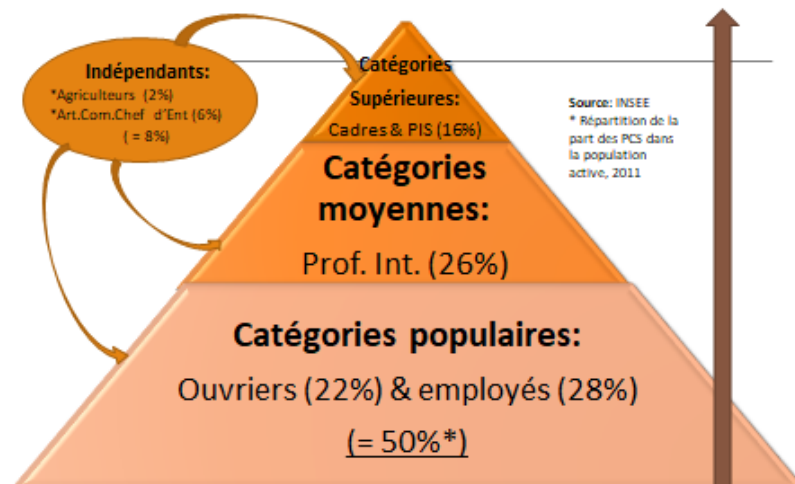 Indépendants:
*Agriculteurs (2%)
*Art.Com.Chef d'Ent (6%)
( = 8%)
Catégories
Supérieures:
Cadres & PIS (16%)
Source: INSEE
* Répartition de la
part des PCS dans
la population
active, 2011
Catégories
moyennes:
Prof. Int. (26%)
Catégories populaires:
Ouvriers (22%) & employés (28%)
(= 50%*)